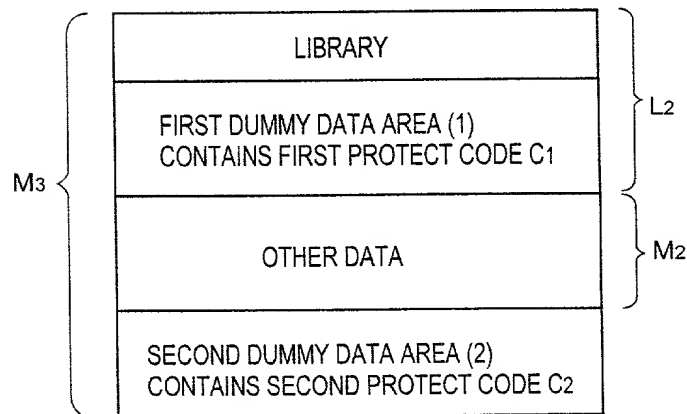 LIBRARY
FIRST DUMMY DATA AREA (1)
CONTAINS FIRST PROTECT CODE C1
L2
M3
OTHER DATA
M2
SECOND DUMMY DATA AREA (2)
CONTAINS SECOND PROTECT CODE C2